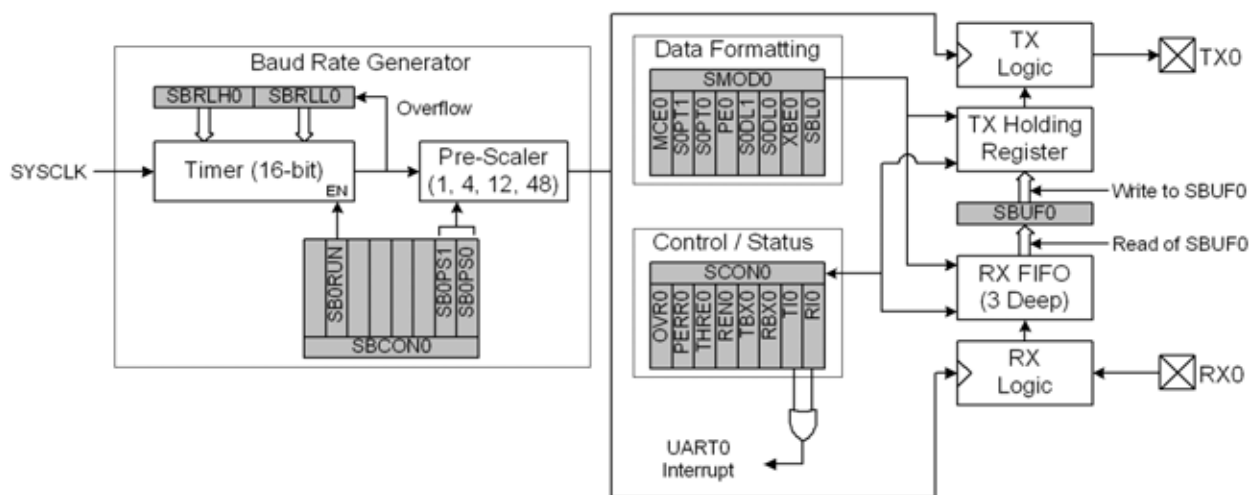 Baud Rate Generator
SBRLH0 SBRLL0
Overflow
SYSCLK
Timer (16-bit)
EN
Pre-Scaler
(1, 4, 12, 48)
SB0RUN
SB0PS1
SB0PS0
SBCON0
Data Formatting
SMOD0
MCE0
S0PT1
S0PT0
PE0
S0DL1
S0DL0
XBE0
SBL0
Control / Status
SCON0
OVR0
PERR0
THRE0
REN0
TBX0
RBX0
TI0
RI0
UART0
Interrupt
TX
Logic
TX0
TX Holding
Register
Write to SBUF0
SBUF0
Read of SBUF0
RX FIFO
(3 Deep)
RX
Logic
RX0